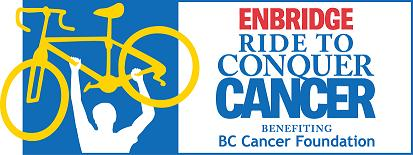 ENBRIDGE
RIDE TO
CONQUER
CANCER
BENEFITING
BC Cancer Foundation